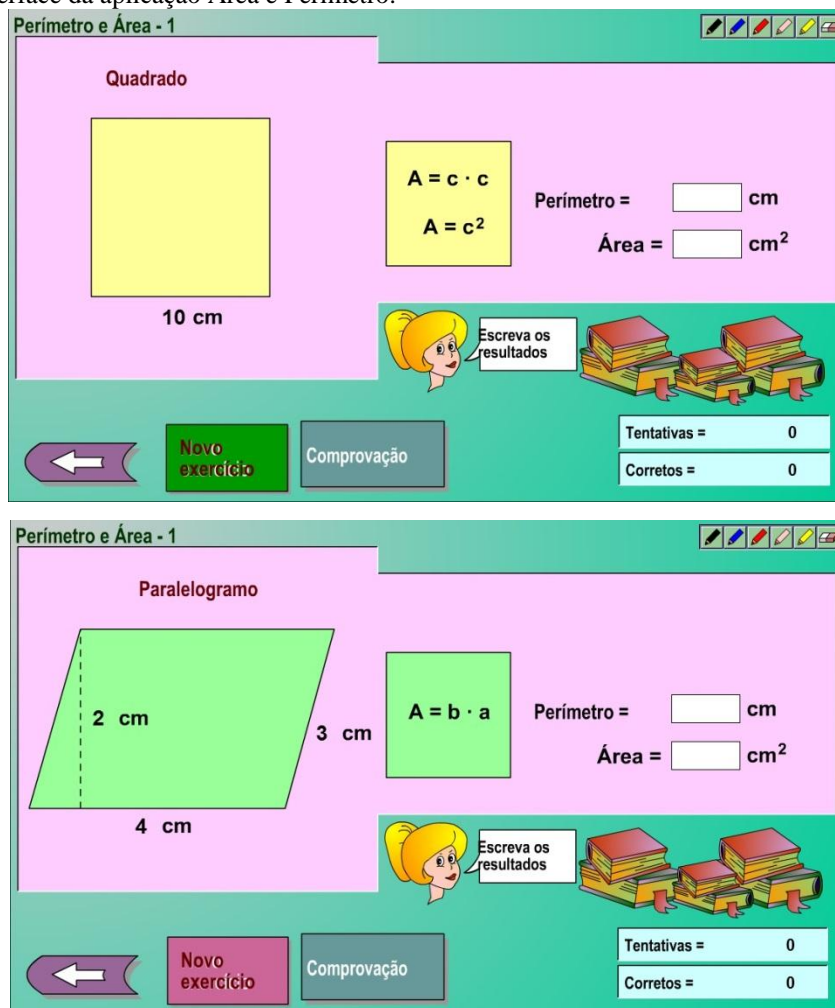 erface da aplicação Área e Perímetro.
Perímetro e Área - 1
Quadrado
10 cm
A = c · c
A = c²
Perímetro = cm
Área = cm²
Escreva os
resultados
Novo
exercício
Comprovação
Tentativas = 0
Corretos = 0
Perímetro e Área - 1
Paralelogramo
2 cm
3 cm
4 cm
A = b · a
Perímetro = cm
Área = cm²
Escreva os
resultados
Novo
exercício
Comprovação
Tentativas = 0
Corretos = 0